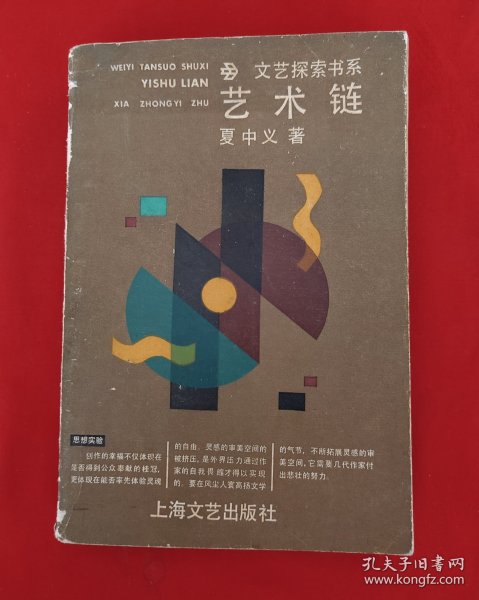 WEIYI TANSUO SHUXI
YISHU LIAN
XIA ZHONGYI ZHU
文艺探索书系
艺术链
夏中义 著
思想实验
创作的幸福不仅体现在
是否得到公众奉献的桂冠,
更体现在能否率先体验灵魂
的自由。灵感的审美空间的
被挤压,是外界压力通过作
家的自我畏缩才得以实现
的。要在风尘人寰高扬文学
的气节,不断拓展灵感的审
美空间。它需要几代作家付
出悲壮的努力。
上海文艺出版社
孔夫子旧书网
www.kongfz.com